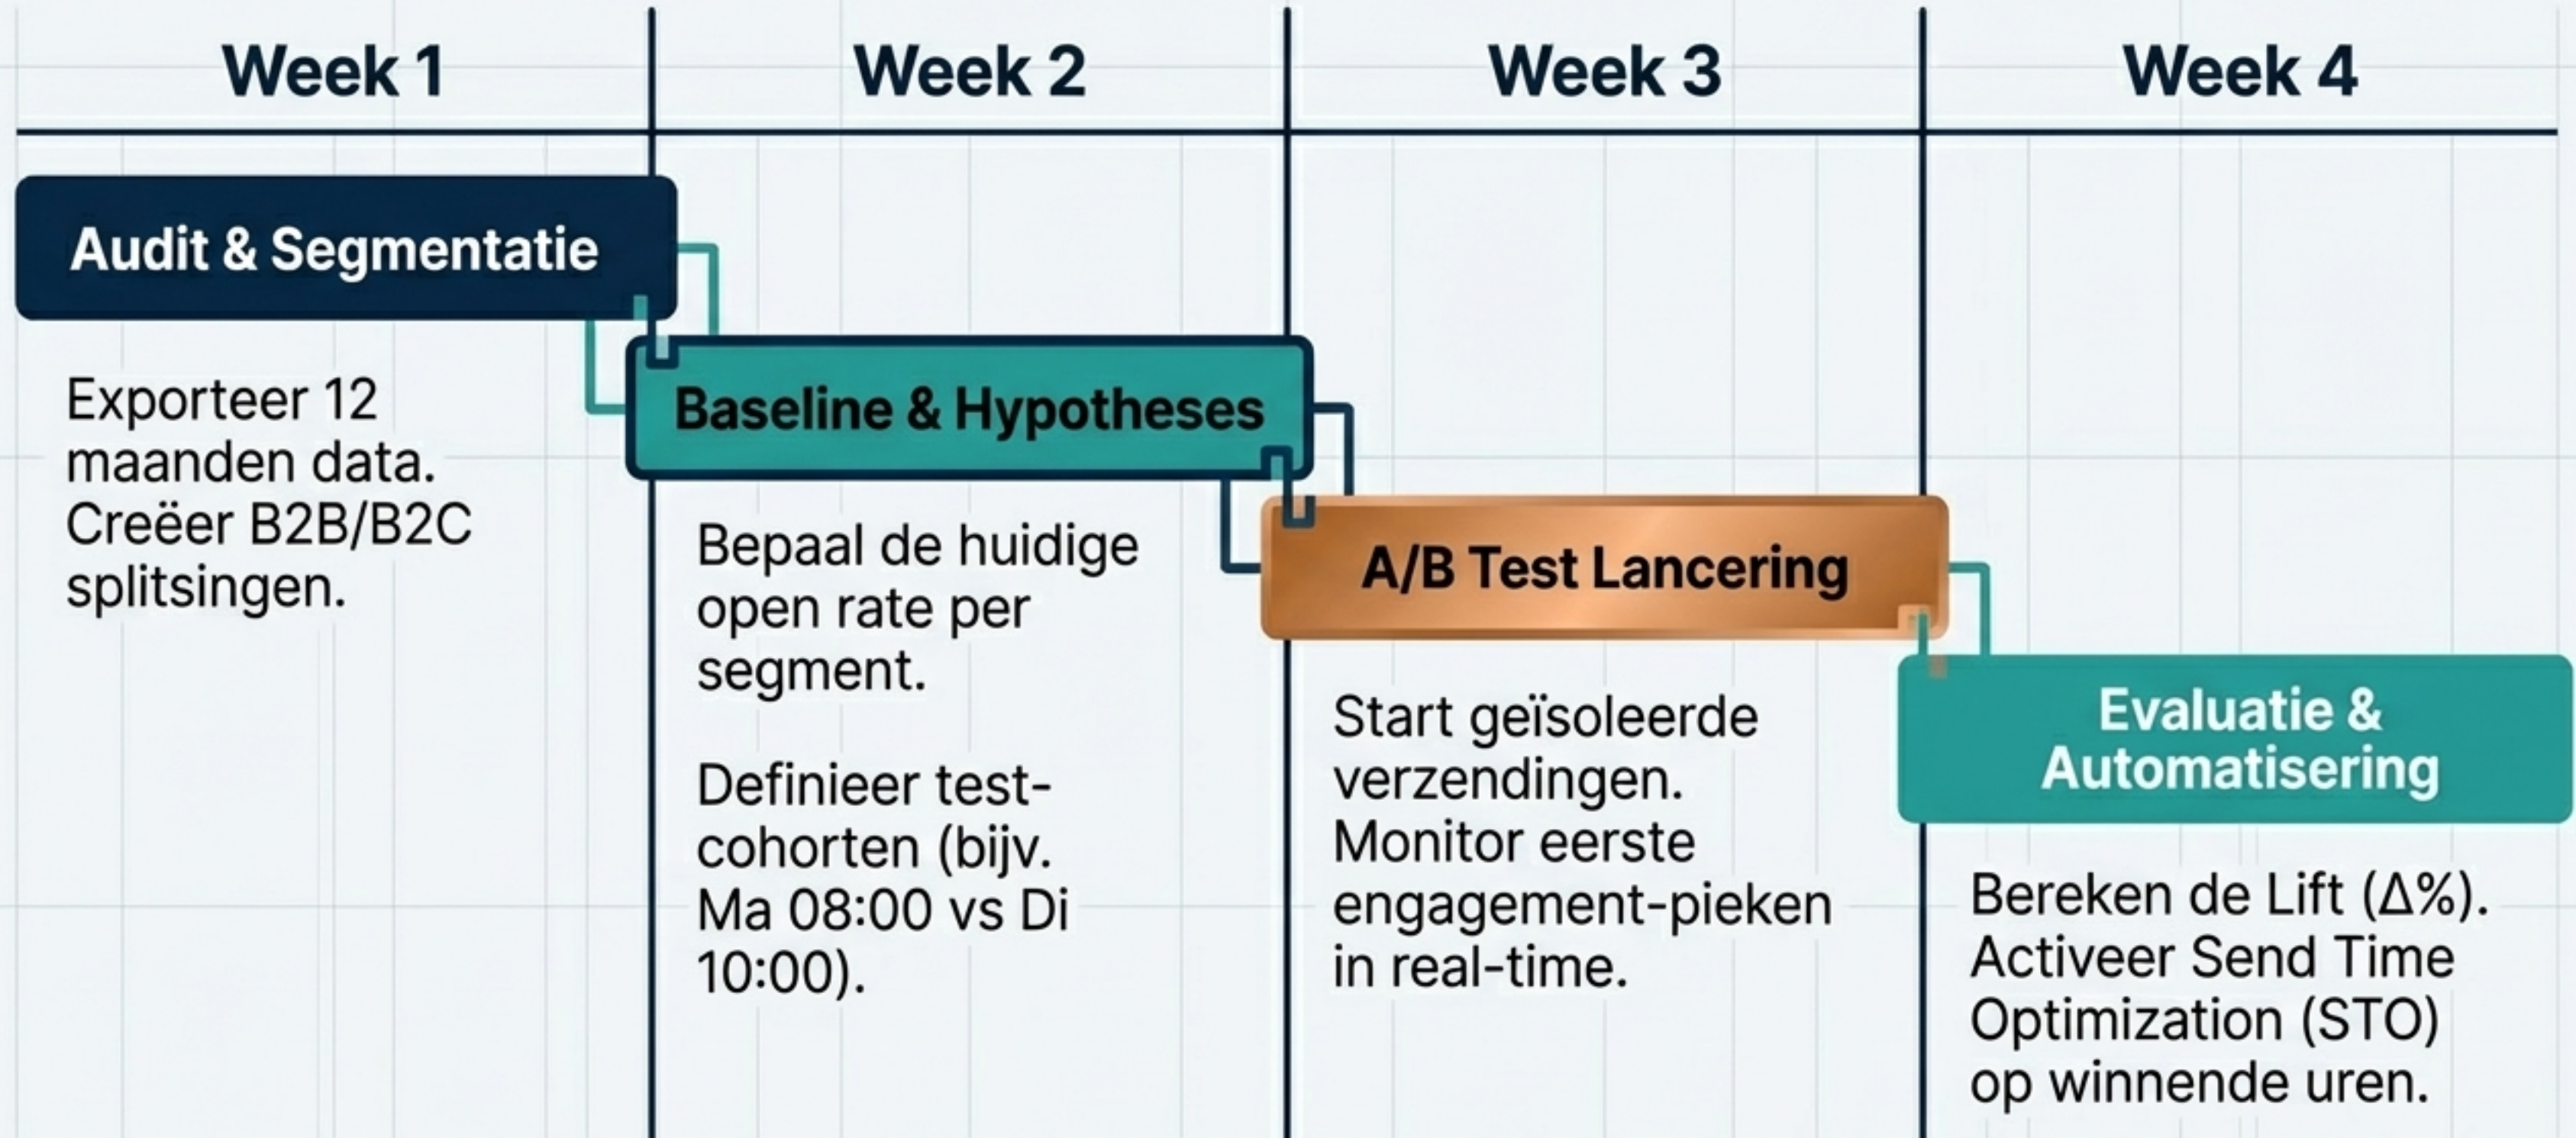 Week 1
Week 2
Week 3
Week 4
Audit & Segmentatie
Exporteer 12
maanden data.
Creëer B2B/B2C
splitsingen.
Baseline & Hypotheses
Bepaal de huidige
open rate per
segment.
Definieer test-
cohorten (bijv.
Ma 08:00 vs Di
10:00).
A/B Test Lancering
Start geïsoleerde
verzendingen.
Monitor eerste
engagement-pieken
in real-time.
Evaluatie &
Automatisering
Bereken de Lift (Δ%).
Activeer Send Time
Optimization (STO)
op winnende uren.